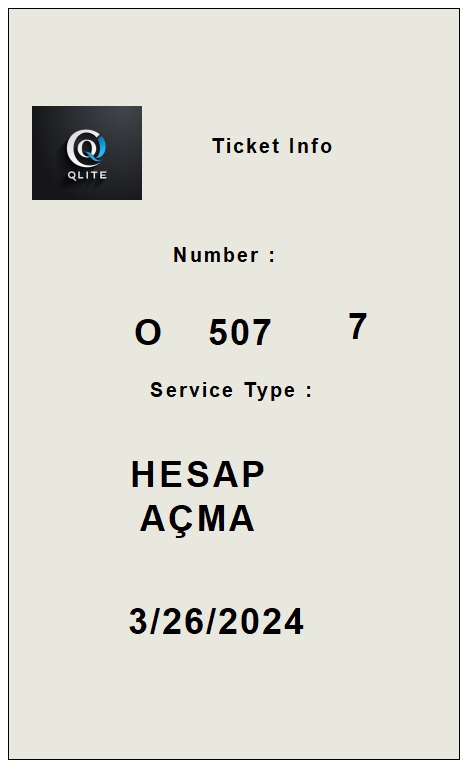 QLITE
Ticket Info
Number :
O 507 7
Service Type :
HESAP
AÇMA
3/26/2024